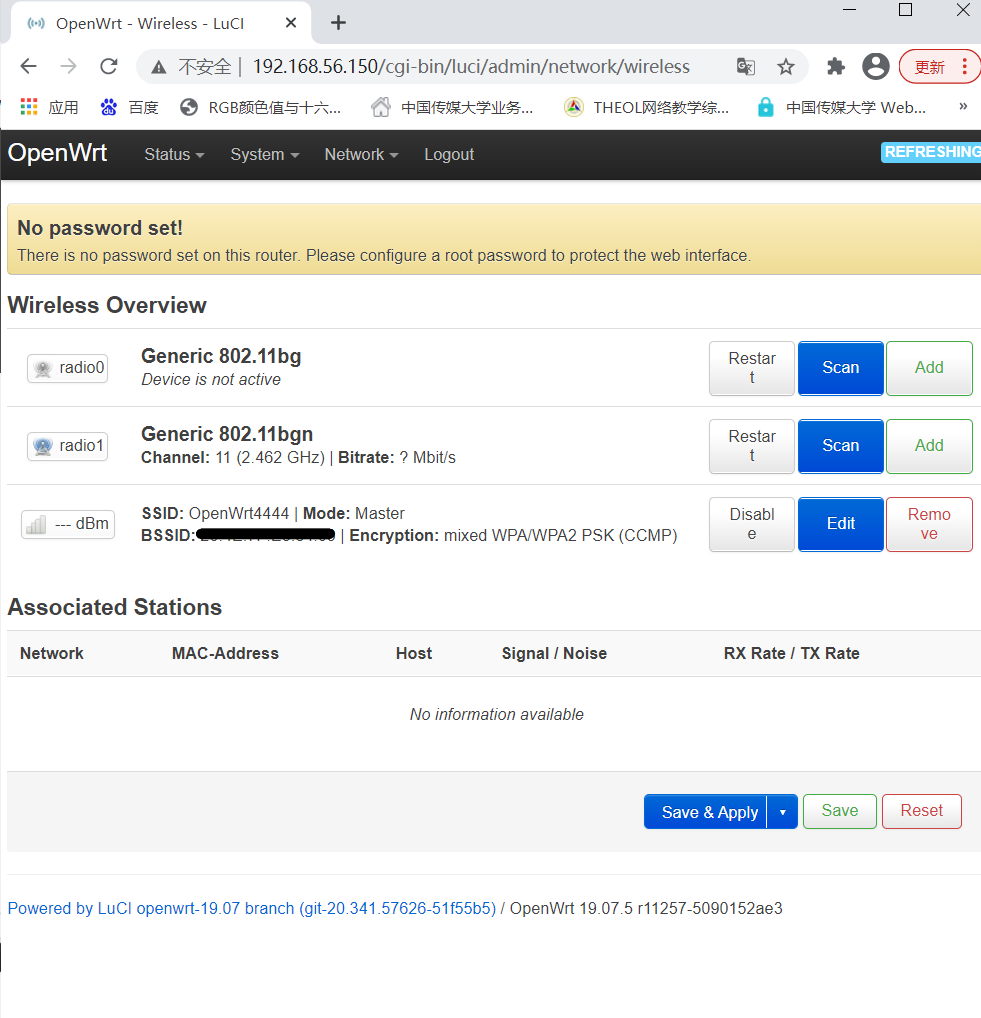 OpenWrt - Wireless - LuCI
不安全 | 192.168.56.150/cgi-bin/luci/admin/network/wireless 更新
应用 百度 RGB颜色值与十六... 中国传媒大学业务... THEOL网络教学综... 中国传媒大学 Web... »
OpenWrt Status System Network Logout REFRESHING
No password set!
There is no password set on this router. Please configure a root password to protect the web interface.
Wireless Overview
radio0
Generic 802.11bg
Device is not active
Restar
t
Scan
Add
radio1
Generic 802.11bgn
Channel: 11 (2.462 GHz) | Bitrate: ? Mbit/s
Restar
t
Scan
Add
--- dBm
SSID: OpenWrt4444 | Mode: Master
BSSID: | Encryption: mixed WPA/WPA2 PSK (CCMP)
Disabl
e
Edit
Remo
ve
Associated Stations
Network MAC-Address Host Signal / Noise RX Rate / TX Rate
No information available
Save & Apply Save Reset
Powered by LuCI openwrt-19.07 branch (git-20.341.57626-51f55b5) / OpenWrt 19.07.5 r11257-5090152ae3